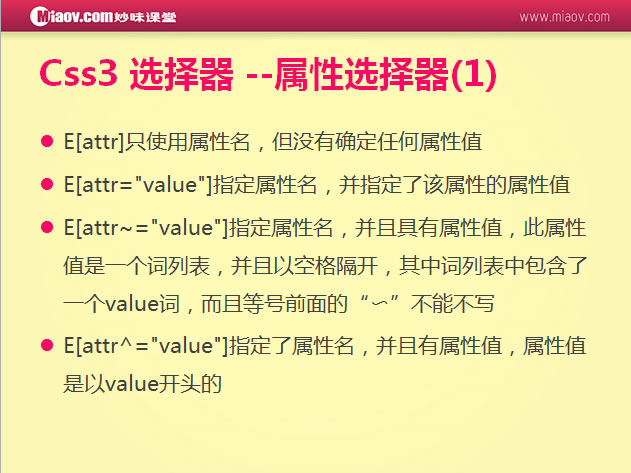 Miaov.com妙味课堂
www.miaov.com
Css3 选择器 --属性选择器(1)
E[attr]只使用属性名，但没有确定任何属性值
E[attr="value"]指定属性名，并指定了该属性的属性值
E[attr~="value"]指定属性名，并且具有属性值，此属性
值是一个词列表，并且以空格隔开，其中词列表中包含了
一个value词，而且等号前面的“〜”不能不写
E[attr^="value"]指定了属性名，并且有属性值，属性值
是以value开头的